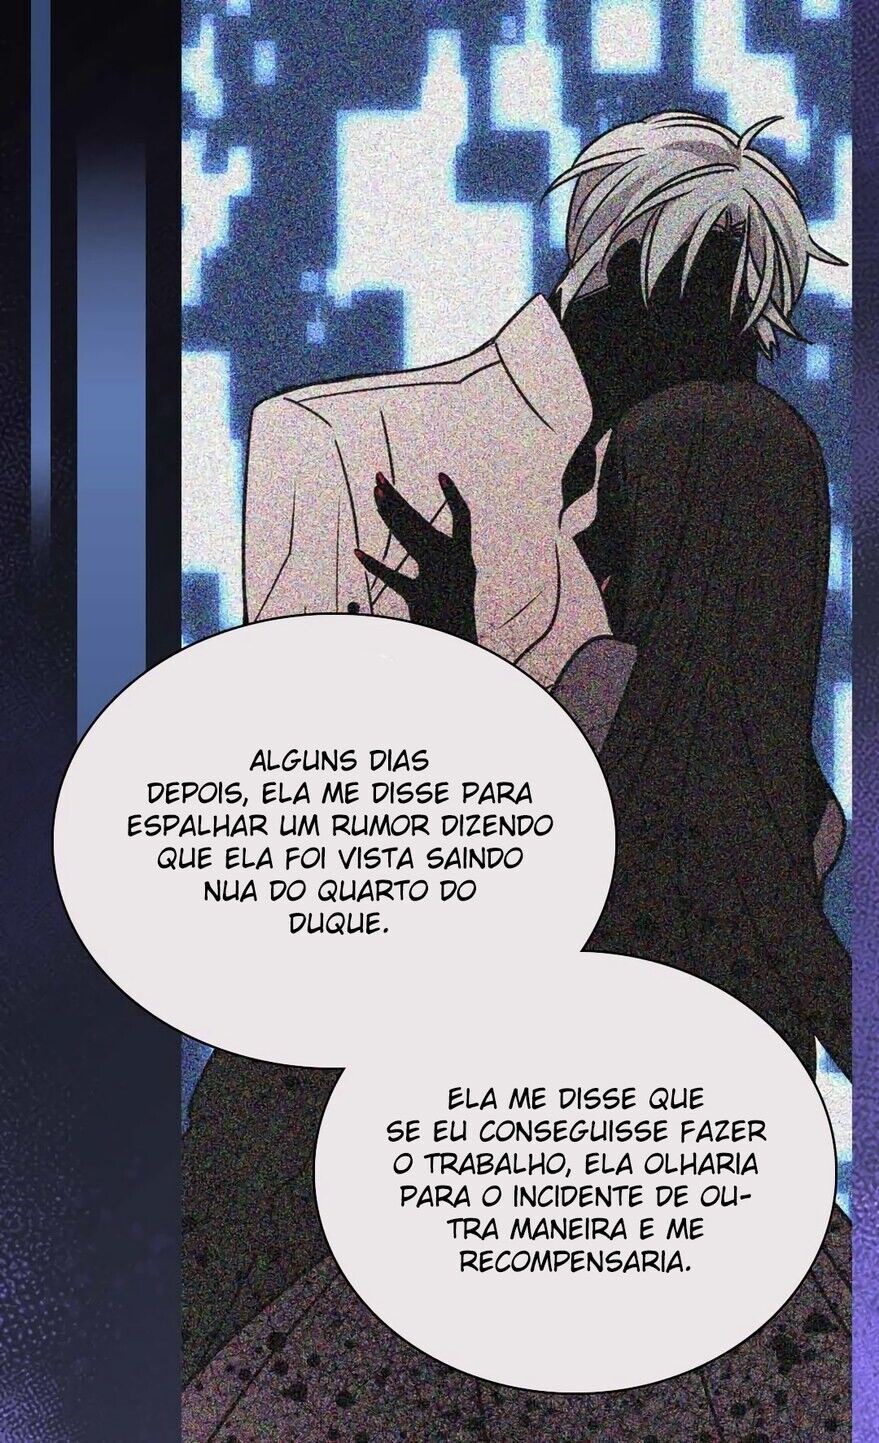 ALGUNS DIAS
DEPOIS, ELA ME DISSE PARA
ESPALHAR UM RUMOR DIZENDO
QUE ELA FOI VISTA SAINDO
NUA DO QUARTO DO
DUQUE.
ELA ME DISSE QUE
SE EU CONSEGUISSE FAZER
O TRABALHO, ELA OLHARIA
PARA O INCIDENTE DE OU-
TRA MANEIRA E ME
RECOMPENSARIA.